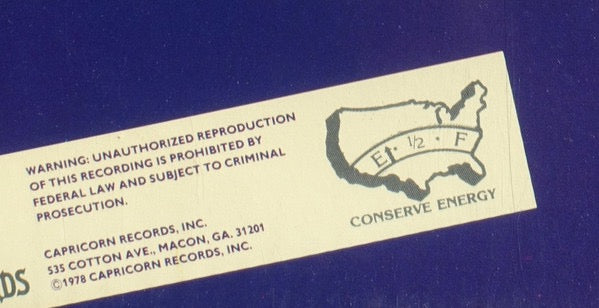 WARNING: UNAUTHORIZED REPRODUCTION
OF THIS RECORDING IS PROHIBITED BY
FEDERAL LAW AND SUBJECT TO CRIMINAL
PROSECUTION.
CAPRICORN RECORDS, INC.
535 COTTON AVE., MACON, GA. 31201
©1978 CAPRICORN RECORDS, INC.
DS
E 1/2 F
CONSERVE ENERGY